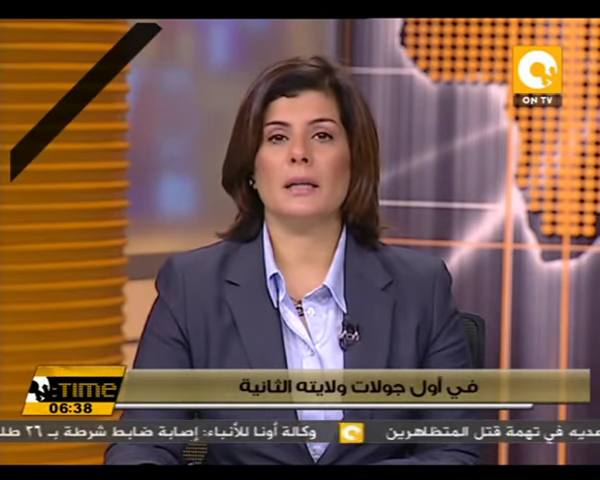 ON TV
في أول جولات ولايته الثانية
TIME
06:38
عديه في تهمة قتل المتظاهرين وكالة أونا للأنباء: إصابة ضابط شرطة بـ ٢٦ طلـ